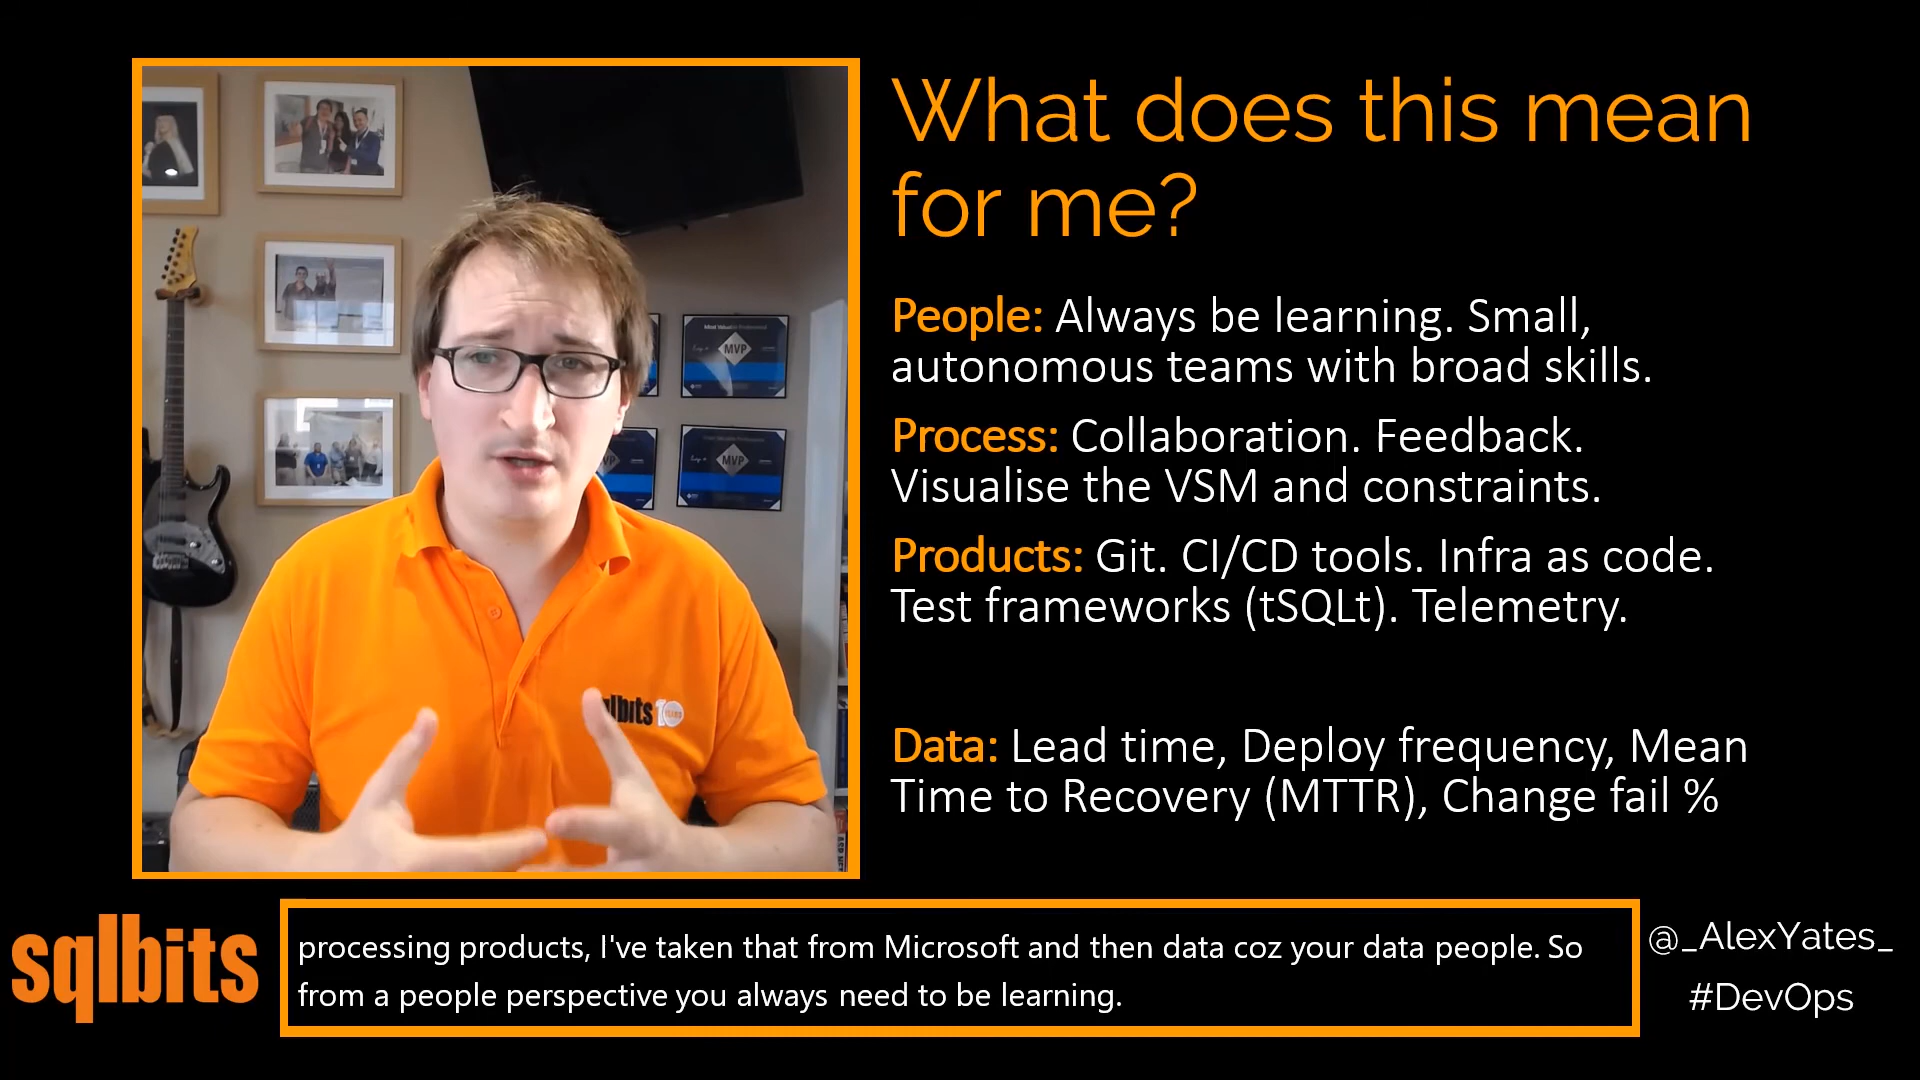 What does this mean
for me?
People: Always be learning. Small,
autonomous teams with broad skills.
Process: Collaboration. Feedback.
Visualise the VSM and constraints.
Products: Git. CI/CD tools. Infra as code.
Test frameworks (tSQLt). Telemetry.
Data: Lead time, Deploy frequency, Mean
Time to Recovery (MTTR), Change fail %
MVP
VP
MVP
lbits 10
sqlbits
processing products, I've taken that from Microsoft and then data coz your data people. So
from a people perspective you always need to be learning.
@_AlexYates_
#DevOps